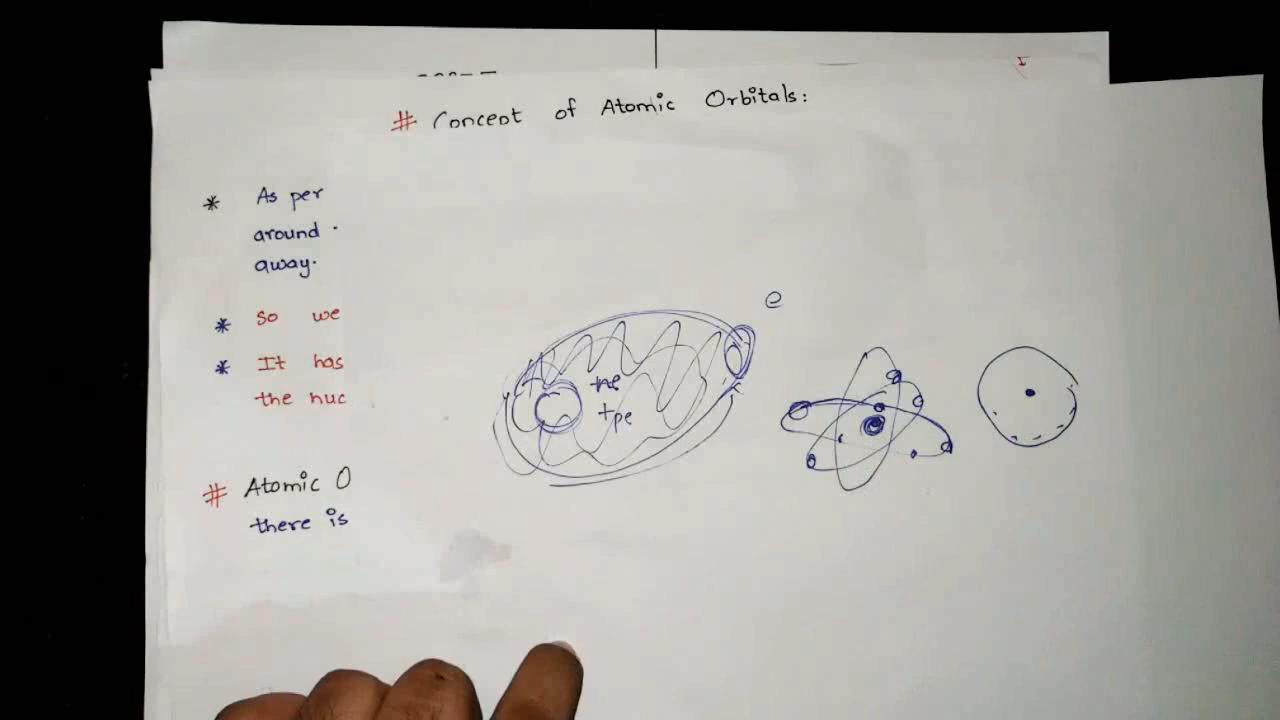 # Concept of Atomic Orbitals:
* As per
around
away.
* So we
* It has
the nuc
e
+ne
+pe
# Atomic O
there is